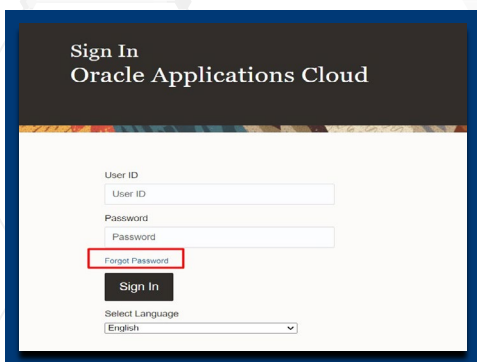 Sign In
Oracle Applications Cloud
User ID
User ID
Password
Password
Forgot Password
Sign In
Select Language
English